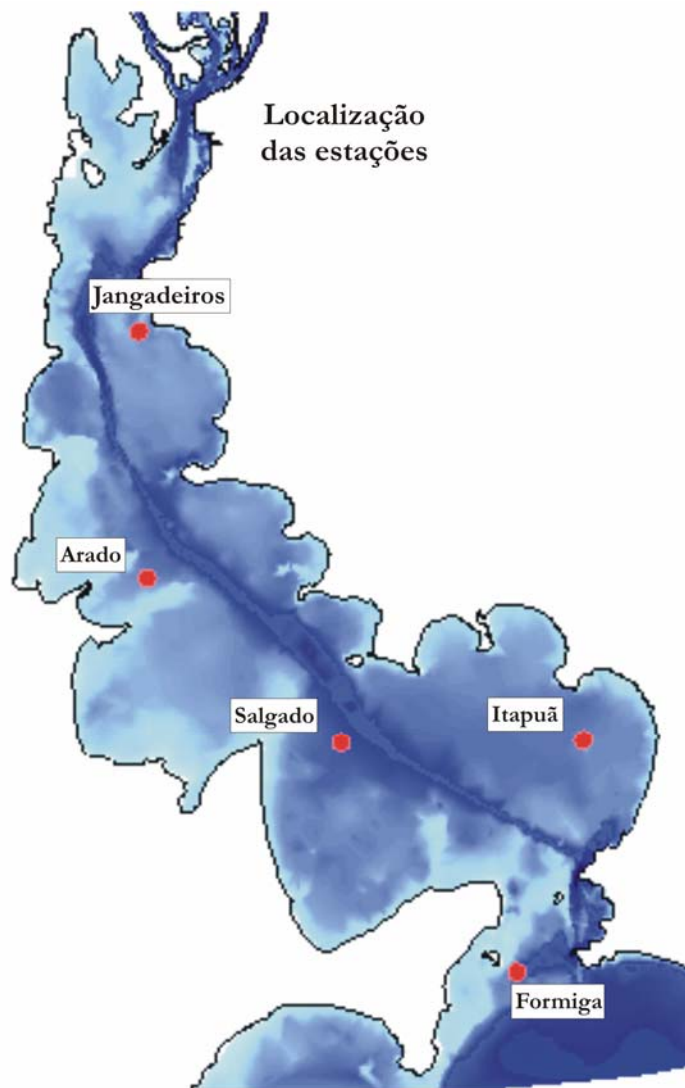 Localização
das estações
Jangadeiros
Arado
Salgado
Itapuã
Formiga